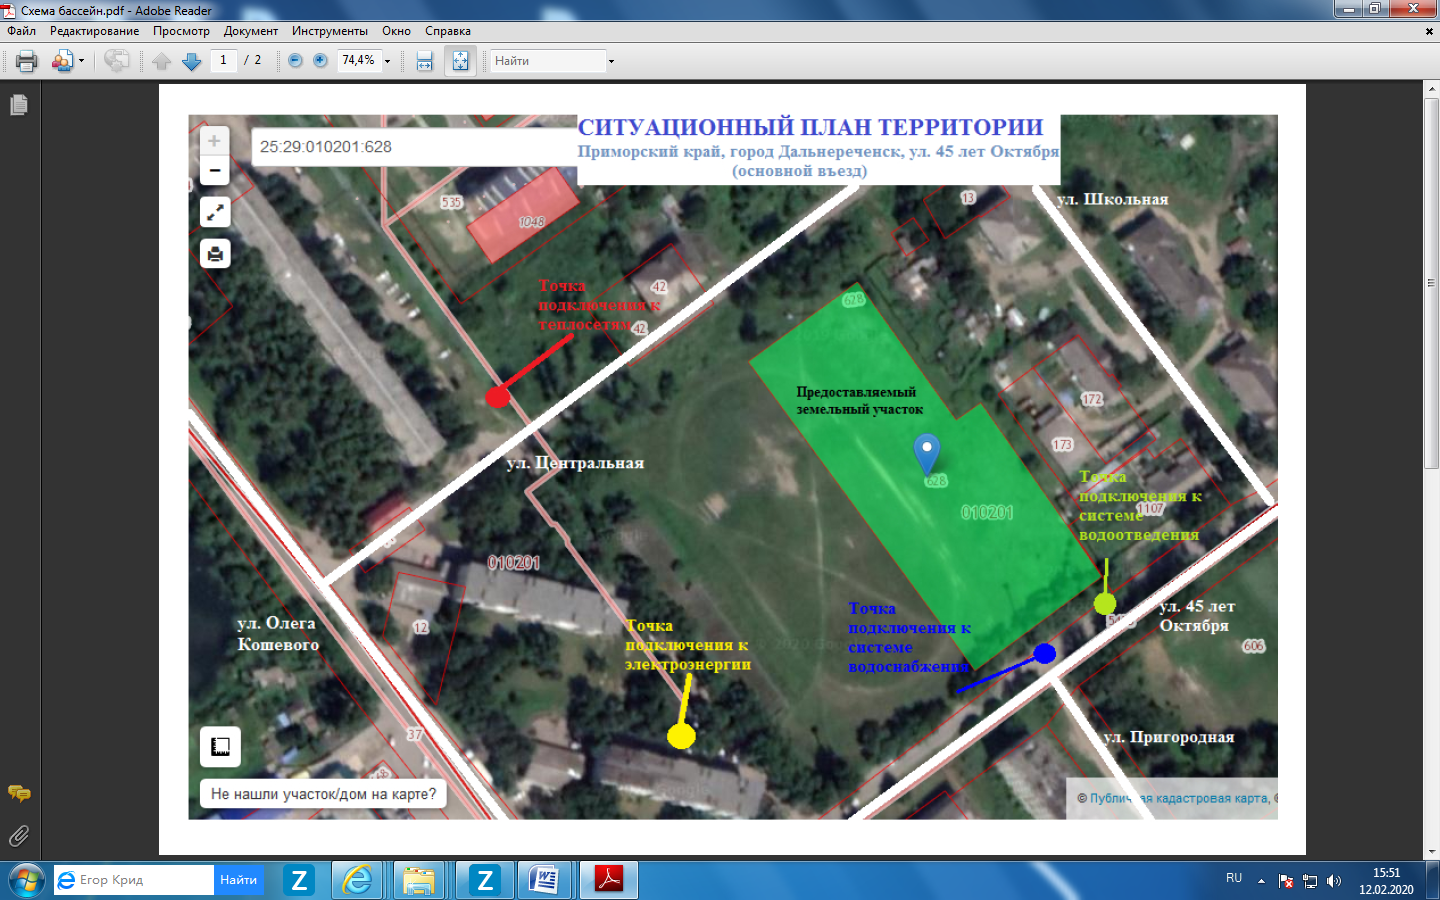 Схема бассейн.pdf - Adobe Reader
Файл Редактирование Просмотр Документ Инструменты Окно Справка
1 / 2 74,4% Найти
25:29:010201:628
СИТУАЦИОННЫЙ ПЛАН ТЕРРИТОРИИ
Приморский край, город Дальнереченск, ул. 45 лет Октября
(основной въезд)
ул. Школьная
13
535
1048
42
42
Точка
подключения к
теплосетям
628
Предоставляемый
земельный участок
628
010201
172
173
1107
Точка
подключения к
системе
водоотведения
ул. Центральная
010201
12
ул. Олега
Кошевого
Точка
подключения к
электроэнергии
Точка
подключения к
системе
водоснабжения
ул. 45 лет
Октября
606
37
ул. Пригородная
Не нашли участок/дом на карте?
© Публичная кадастровая карта,
Егор Крид Найти
RU
15:51
12.02.2020